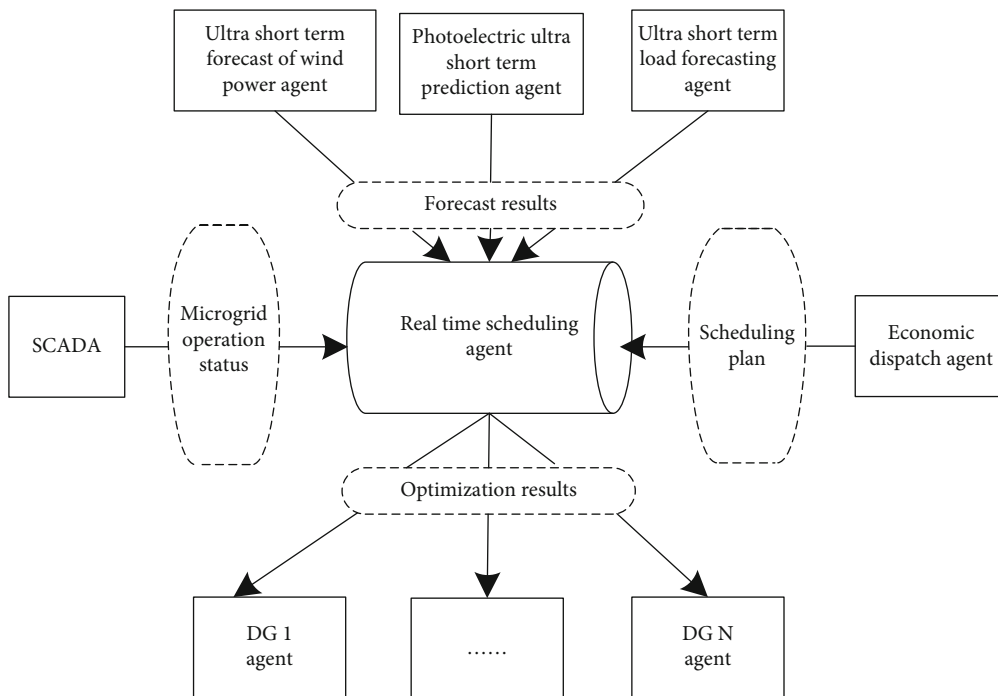 Ultra short term
forecast of wind
power agent
Photoelectric ultra
short term
prediction agent
Ultra short term
load forecasting
agent
Forecast results
SCADA
Microgrid
operation
status
Real time scheduling
agent
Scheduling
plan
Economic
dispatch agent
Optimization results
DG 1
agent
......
DG N
agent